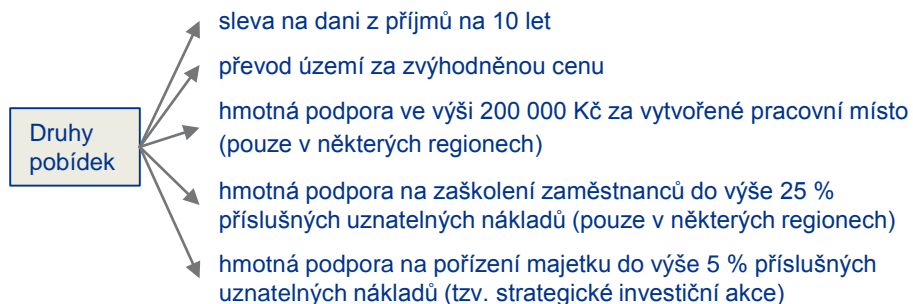 sleva na dani z příjmů na 10 let
převod území za zvýhodněnou cenu
hmotná podpora ve výši 200 000 Kč za vytvořené pracovní místo
(pouze v některých regionech)
Druhy
pobídek
hmotná podpora na zaškolení zaměstnanců do výše 25 %
příslušných uznatelných nákladů (pouze v některých regionech)
hmotná podpora na pořízení majetku do výše 5 % příslušných
uznatelných nákladů (tzv. strategické investiční akce)